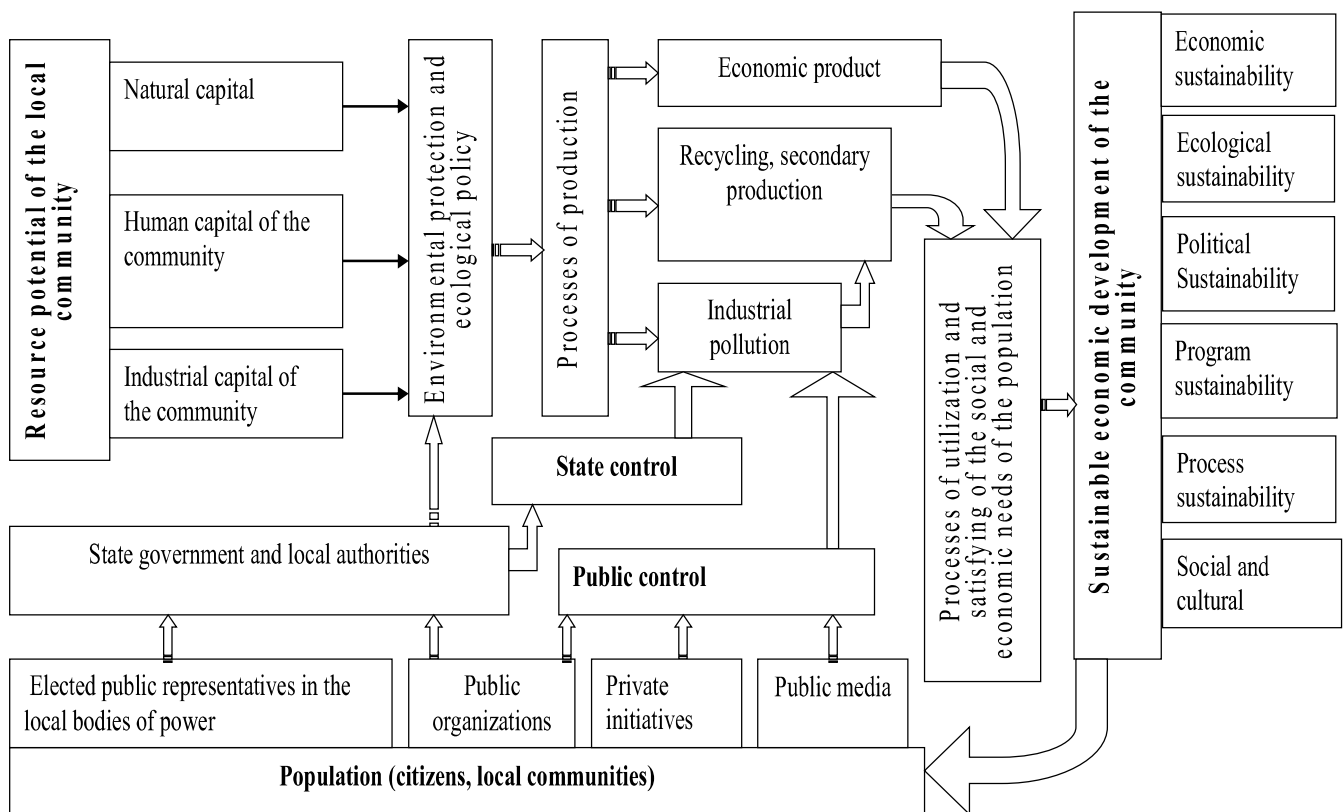 Resource potential of the local
community
Natural capital
Human capital of the
community
Industrial capital of
the community
Environmental protection and
ecological policy
Processes of production
Economic product
Recycling, secondary
production
Industrial
pollution
State control
State government and local authorities
Public control
Elected public representatives in the
local bodies of power
Public
organizations
Private
initiatives
Public media
Population (citizens, local communities)
Processes of utilization and
satisfying of the social and
economic needs of the population
Sustainable economic development of the
community
Economic
sustainability
Ecological
sustainability
Political
Sustainability
Program
sustainability
Process
sustainability
Social and
cultural